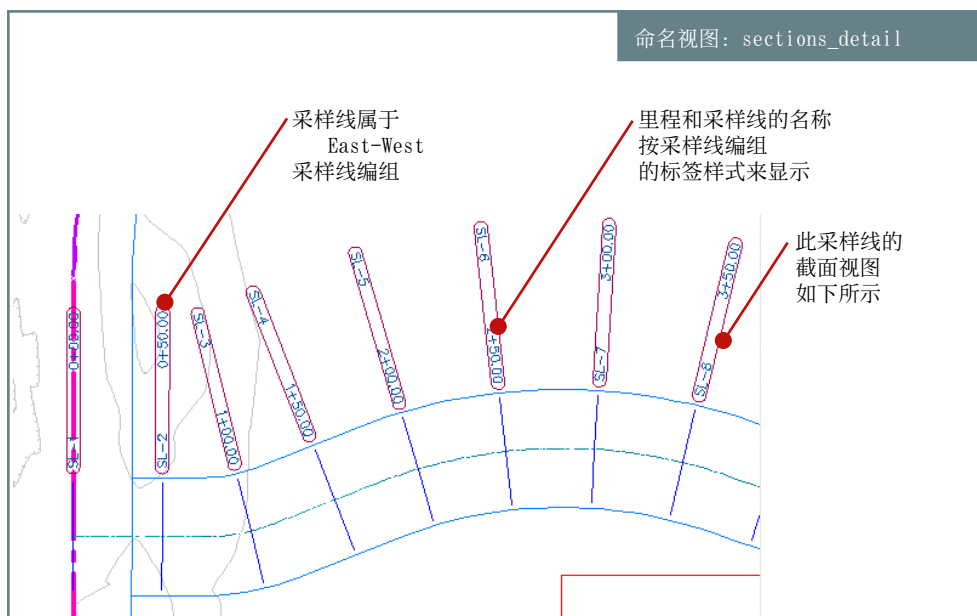 命名视图: sections_detail
采样线属于
East-West
采样线编组
里程和采样线的名称
按采样线编组
的标签样式来显示
此采样线的
截面视图
如下所示
0+00.00
SL-1
0+50.00
SL-2
SL-3
1+00.00
SL-4
1+50.00
SL-5
2+00.00
SL-6
2+50.00
3+00.00
SL-7
3+50.00
SL-8